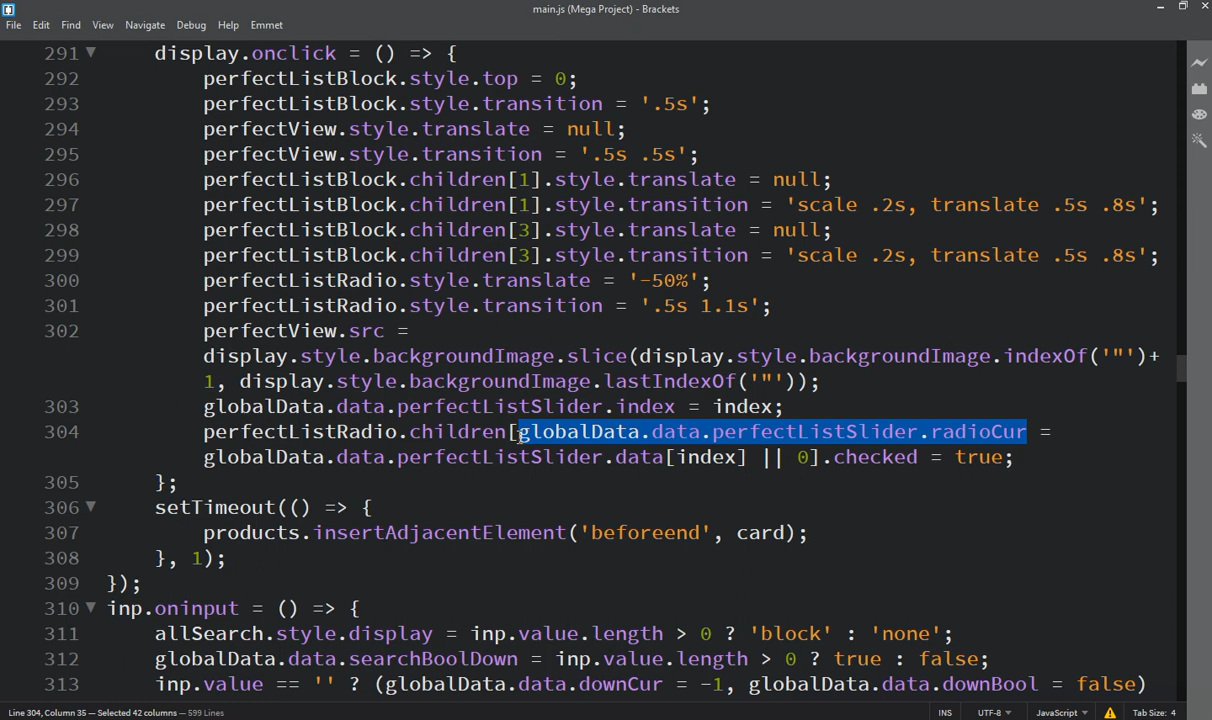 main.js (Mega Project) - Brackets
File Edit Find View Navigate Debug Help Emmet
291 display.onclick = () => {
292 perfectListBlock.style.top = 0;
293 perfectListBlock.style.transition = '.5s';
294 perfectView.style.translate = null;
295 perfectView.style.transition = '.5s .5s';
296 perfectListBlock.children[1].style.translate = null;
297 perfectListBlock.children[1].style.transition = 'scale .2s, translate .5s .8s';
298 perfectListBlock.children[3].style.translate = null;
299 perfectListBlock.children[3].style.transition = 'scale .2s, translate .5s .8s';
300 perfectListRadio.style.translate = '-50%';
301 perfectListRadio.style.transition = '.5s 1.1s';
302 perfectView.src =
display.style.backgroundImage.slice(display.style.backgroundImage.indexOf('"')+
1, display.style.backgroundImage.lastIndexOf('"'));
303 globalData.data.perfectListSlider.index = index;
304 perfectListRadio.children[globalData.data.perfectListSlider.radioCur =
globalData.data.perfectListSlider.data[index] || 0].checked = true;
305 };
306 setTimeout(() => {
307 products.insertAdjacentElement('beforeend', card);
308 }, 1);
309 });
310 inp.oninput = () => {
311 allSearch.style.display = inp.value.length > 0 ? 'block' : 'none';
312 globalData.data.searchBoolDown = inp.value.length > 0 ? true : false;
313 inp.value == '' ? (globalData.data.downCur = -1, globalData.data.downBool = false)
Line 304, Column 35 — Selected 42 columns — 599 Lines
INS UTF-8 JavaScript Tab Size: 4